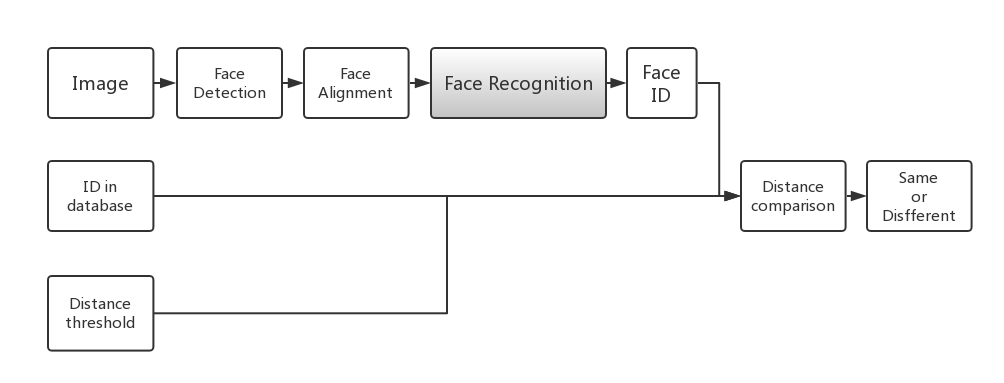 Image
Face
Detection
Face
Alignment
Face Recognition
Face
ID
ID in
database
Distance
comparison
Same
or
Disfferent
Distance
threshold